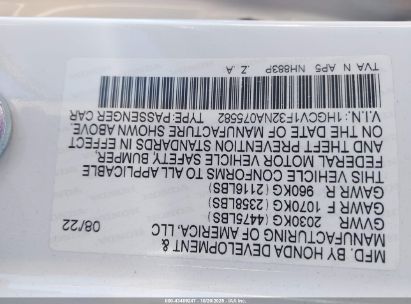 MFD. BY HONDA DEVELOPMENT &
MANUFACTURING OF AMERICA, LLC
08/22
GVWR 2030KG (4475LBS)
GAWR F 1070KG (2358LBS)
GAWR R 960KG (2116LBS)
THIS VEHICLE CONFORMS TO ALL APPLICABLE
FEDERAL MOTOR VEHICLE SAFETY BUMPER,
AND THEFT PREVENTION STANDARDS IN EFFECT
ON THE DATE OF MANUFACTURE SHOWN ABOVE.
V.I.N.: 1HGCV1F32NA075582 TYPE:PASSENGER CAR
TVA N AP5 NH883P .Z .A